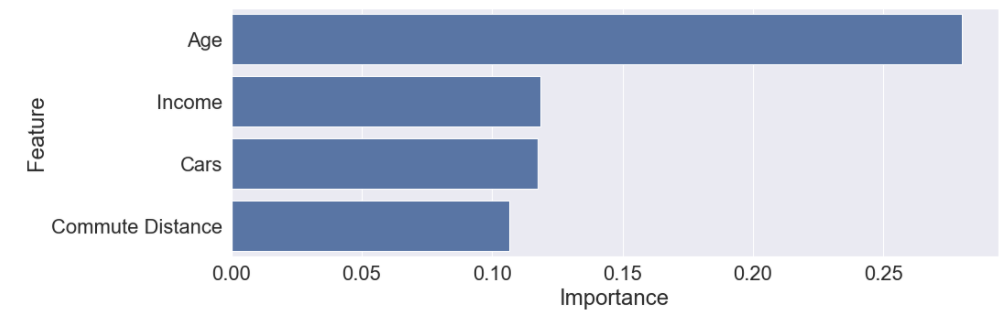 Feature
Age
Income
Cars
Commute Distance
0.00 0.05 0.10 0.15 0.20 0.25
Importance